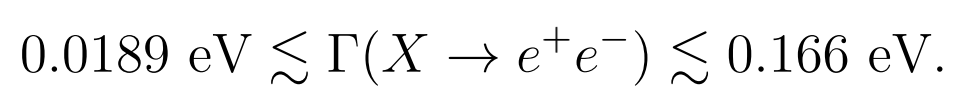 0.0189 eV ≲ Γ(X → e⁺e⁻) ≲ 0.166 eV.